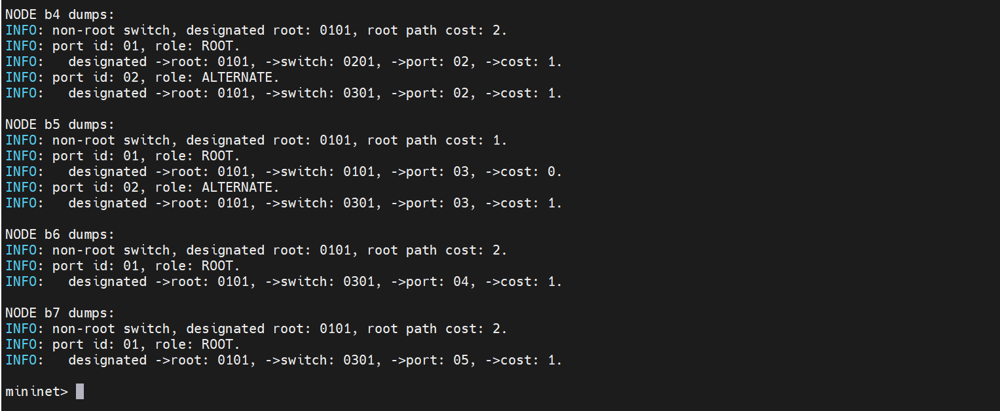 NODE b4 dumps:
INFO: non-root switch, designated root: 0101, root path cost: 2.
INFO: port id: 01, role: ROOT.
INFO:   designated ->root: 0101, ->switch: 0201, ->port: 02, ->cost: 1.
INFO: port id: 02, role: ALTERNATE.
INFO:   designated ->root: 0101, ->switch: 0301, ->port: 02, ->cost: 1.

NODE b5 dumps:
INFO: non-root switch, designated root: 0101, root path cost: 1.
INFO: port id: 01, role: ROOT.
INFO:   designated ->root: 0101, ->switch: 0101, ->port: 03, ->cost: 0.
INFO: port id: 02, role: ALTERNATE.
INFO:   designated ->root: 0101, ->switch: 0301, ->port: 03, ->cost: 1.

NODE b6 dumps:
INFO: non-root switch, designated root: 0101, root path cost: 2.
INFO: port id: 01, role: ROOT.
INFO:   designated ->root: 0101, ->switch: 0301, ->port: 04, ->cost: 1.

NODE b7 dumps:
INFO: non-root switch, designated root: 0101, root path cost: 2.
INFO: port id: 01, role: ROOT.
INFO:   designated ->root: 0101, ->switch: 0301, ->port: 05, ->cost: 1.

mininet>